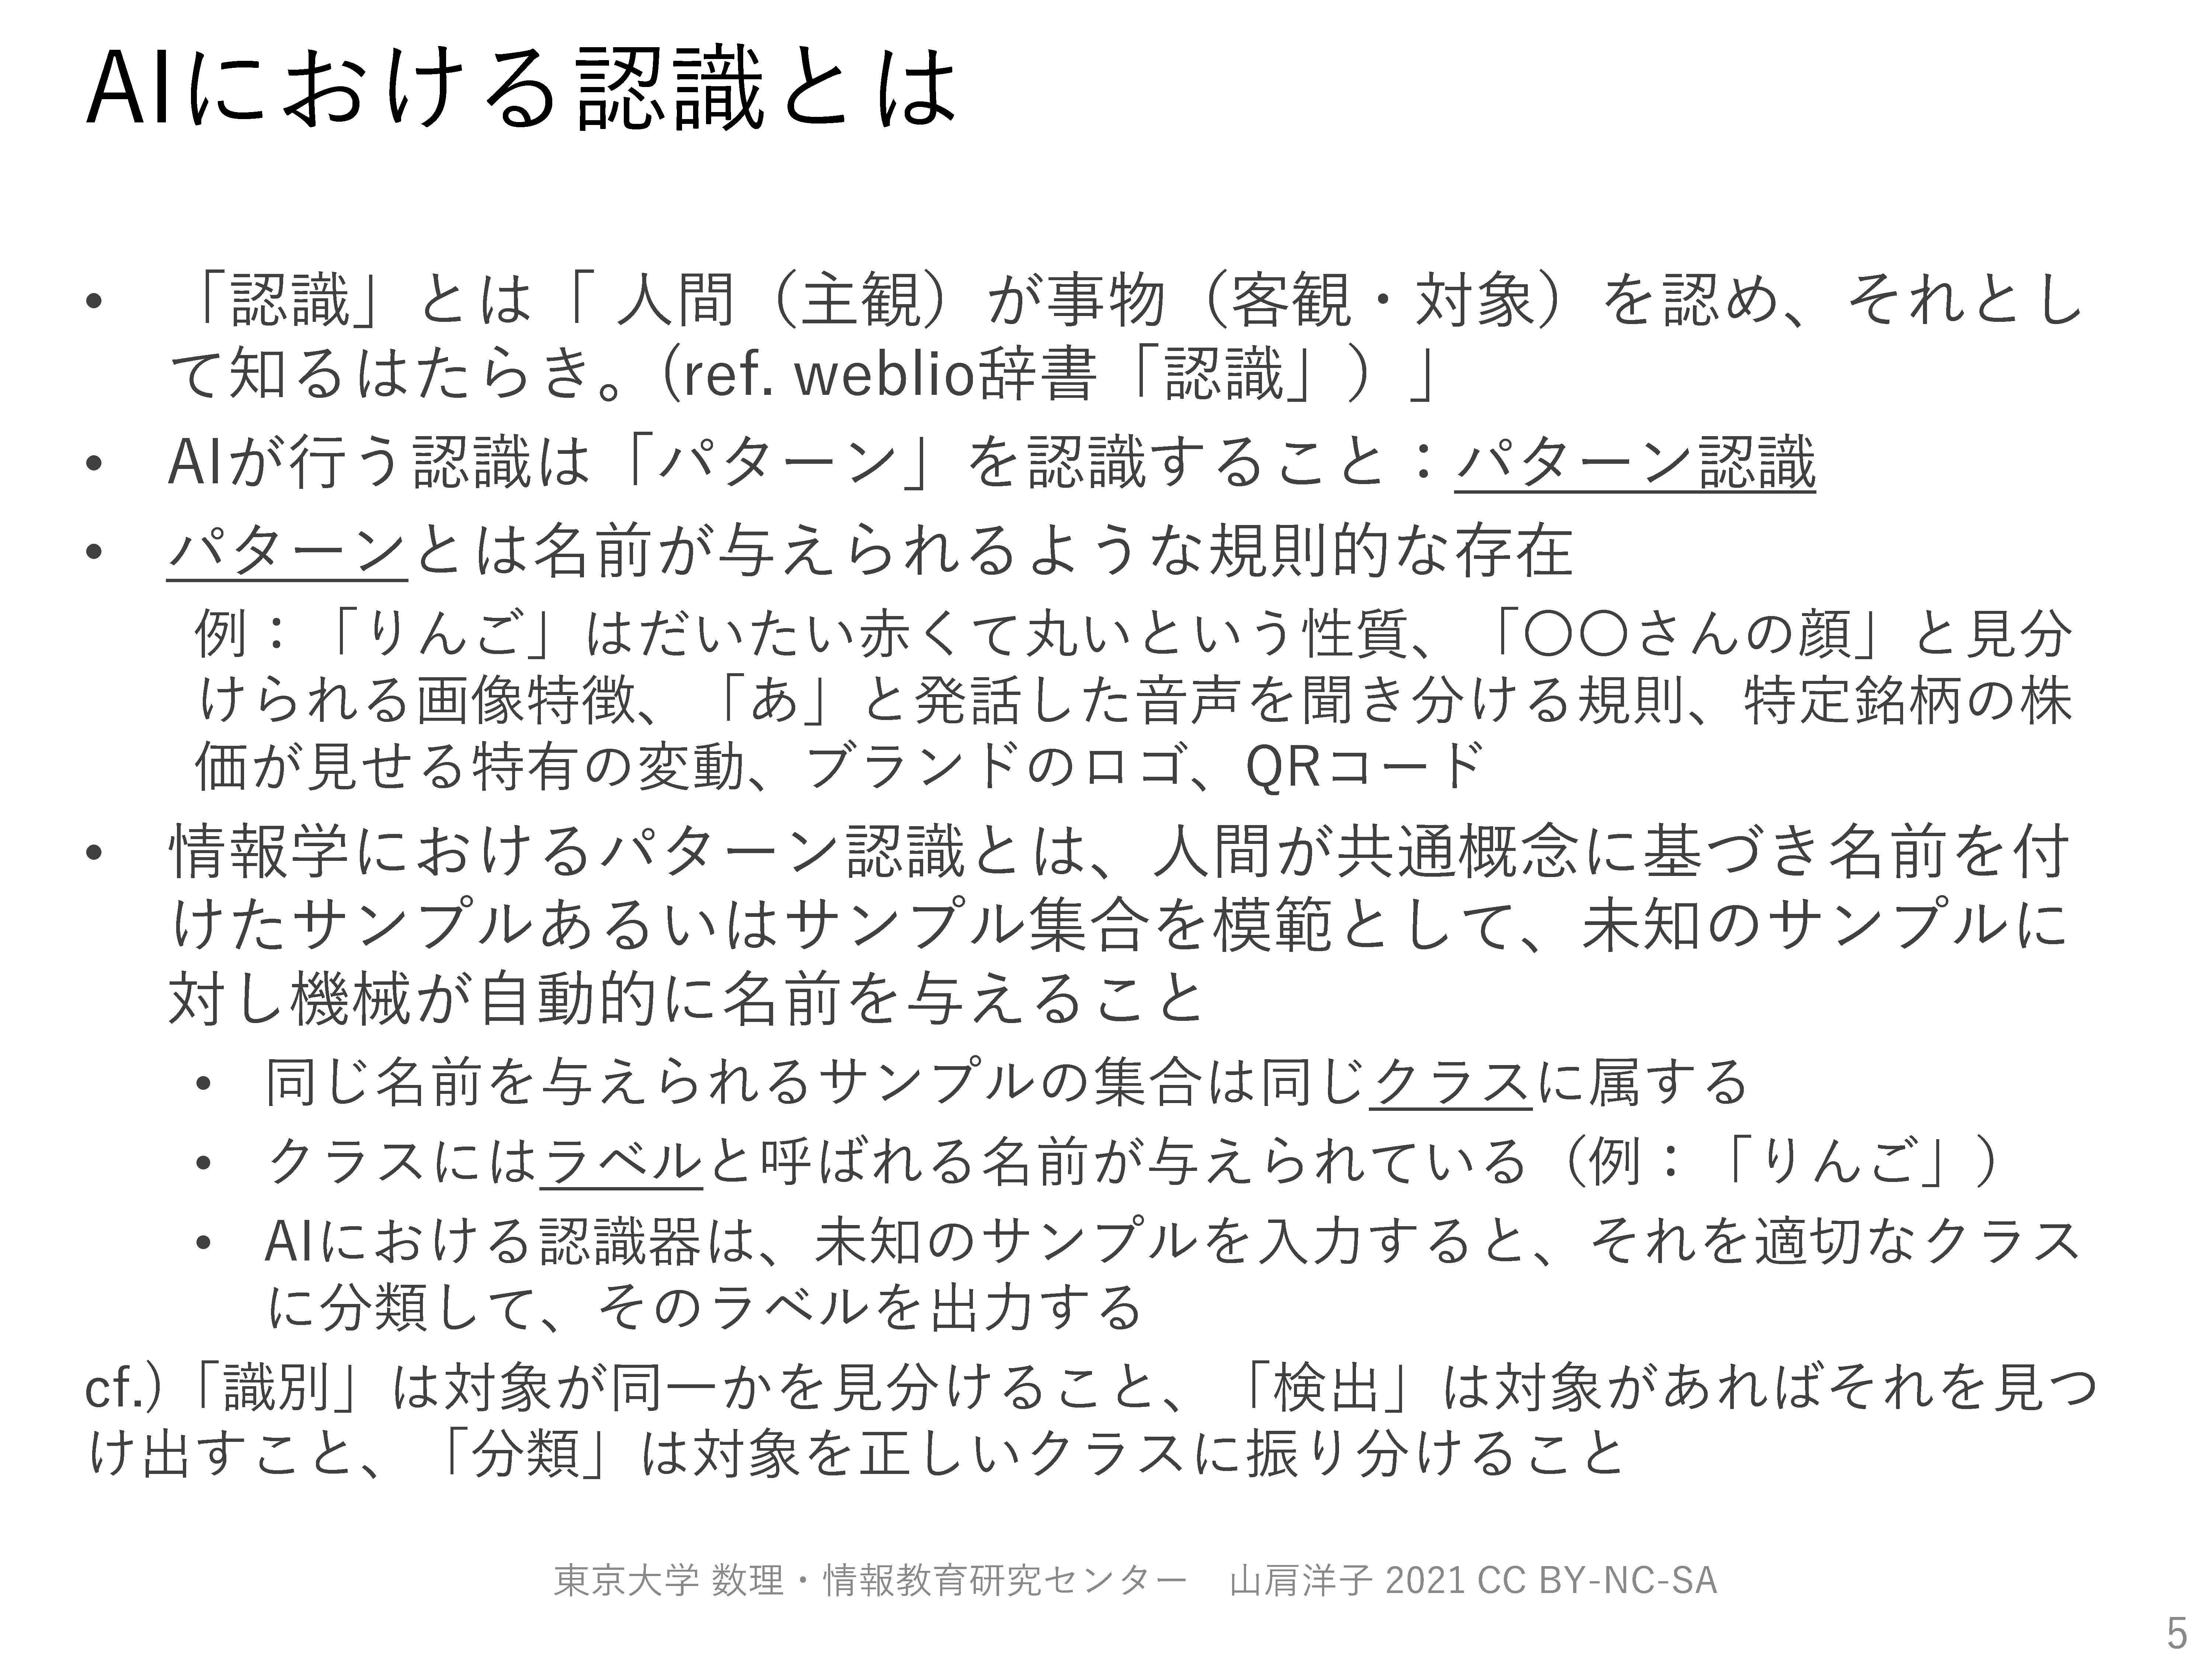 AIにおける認識とは
• 「認識」とは「 人間（主観）が事物（客観・対象）を認め、それとし
て知るはたらき。(ref. weblio辞書「認識」）」
• AIが行う認識は「パターン」を認識すること：パターン認識
• パターンとは名前が与えられるような規則的な存在
例：「りんご」はだいたい赤くて丸いという性質、「〇〇さんの顔」と見分
けられる画像特徴、「あ」と発話した音声を聞き分ける規則、特定銘柄の株
価が見せる特有の変動、ブランドのロゴ、QRコード
• 情報学におけるパターン認識とは、人間が共通概念に基づき名前を付
けたサンプルあるいはサンプル集合を模範として、未知のサンプルに
対し機械が自動的に名前を与えること
• 同じ名前を与えられるサンプルの集合は同じクラスに属する
• クラスにはラベルと呼ばれる名前が与えられている（例：「りんご」）
• AIにおける認識器は、未知のサンプルを入力すると、それを適切なクラス
に分類して、そのラベルを出力する
cf.)「識別」は対象が同一かを見分けること、「検出」は対象があればそれを見つ
け出すこと、「分類」は対象を正しいクラスに振り分けること
東京大学 数理・情報教育研究センター　山肩洋子 2021 CC BY-NC-SA
5